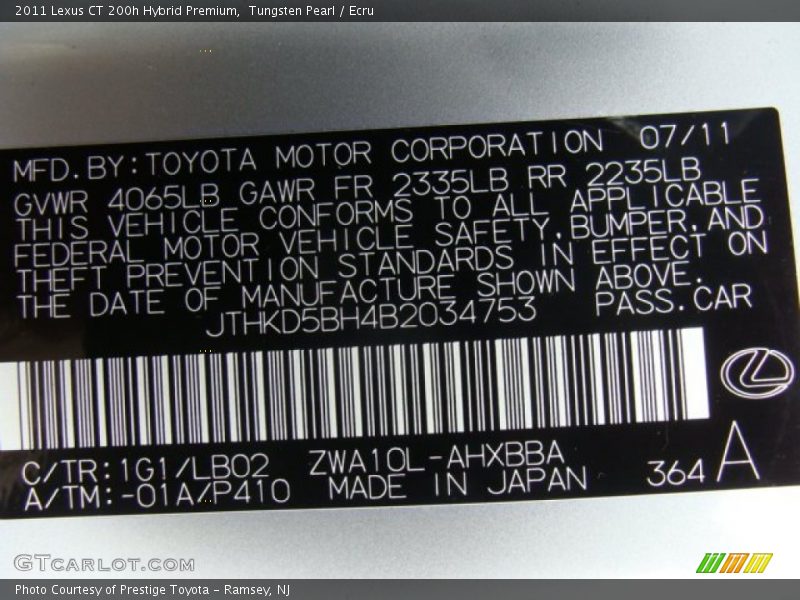 2011 Lexus CT 200h Hybrid Premium,  Tungsten Pearl / Ecru
MFD.BY:TOYOTA MOTOR CORPORATION 07/11
GVWR 4065LB GAWR FR 2335LB RR 2235LB
THIS VEHICLE CONFORMS TO ALL APPLICABLE
FEDERAL MOTOR VEHICLE SAFETY,BUMPER,AND
THEFT PREVENTION STANDARDS IN EFFECT ON
THE DATE OF MANUFACTURE SHOWN ABOVE.
JTHKD5BH4B2034753 PASS.CAR
C/TR:1G1/LB02 ZWA10L-AHXBBA
A/TM:-01A/P410 MADE IN JAPAN 364 A
GTCARLOT.COM
Photo Courtesy of Prestige Toyota - Ramsey, NJ